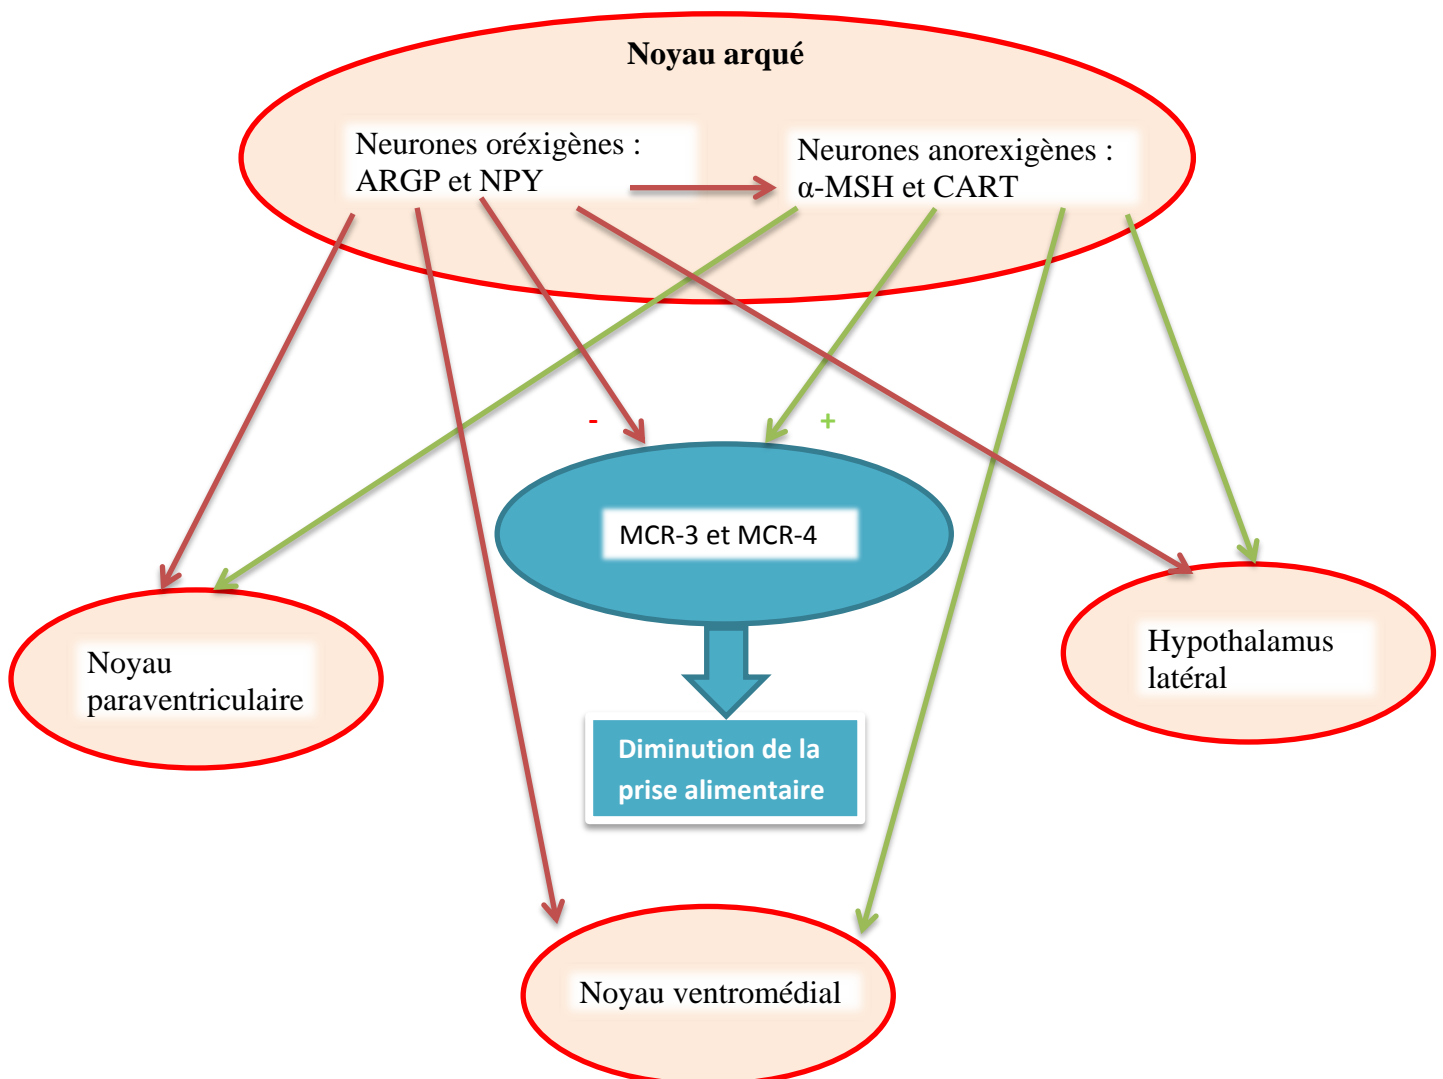 Noyau arqué
Neurones oréxigènes :
ARGP et NPY
Neurones anorexigènes :
α-MSH et CART
-
+
MCR-3 et MCR-4
Noyau
paraventriculaire
Hypothalamus
latéral
Diminution de la
prise alimentaire
Noyau ventromédial